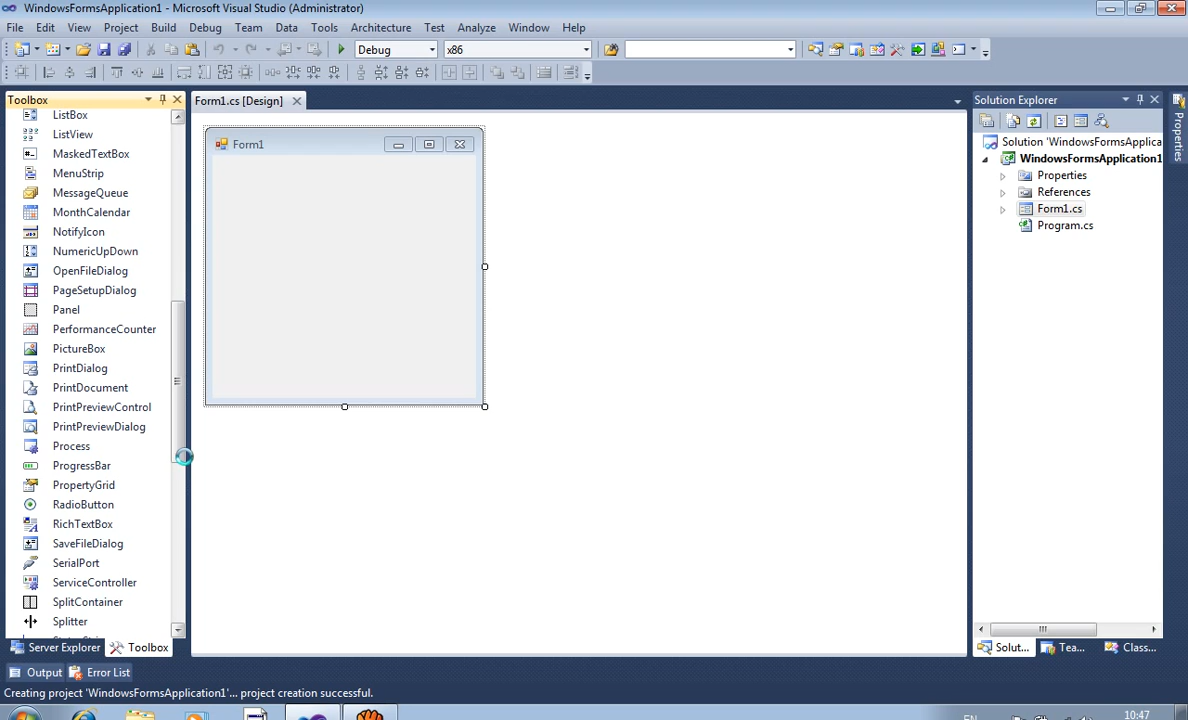 WindowsFormsApplication1 - Microsoft Visual Studio (Administrator)
File Edit View Project Build Debug Team Data Tools Architecture Test Analyze Window Help
Debug x86
Toolbox
ListBox
ListView
MaskedTextBox
MenuStrip
MessageQueue
MonthCalendar
NotifyIcon
NumericUpDown
OpenFileDialog
PageSetupDialog
Panel
PerformanceCounter
PictureBox
PrintDialog
PrintDocument
PrintPreviewControl
PrintPreviewDialog
Process
ProgressBar
PropertyGrid
RadioButton
RichTextBox
SaveFileDialog
SerialPort
ServiceController
SplitContainer
Splitter
Server Explorer Toolbox
Form1.cs [Design]
Form1
Solution Explorer
Solution 'WindowsFormsApplica
WindowsFormsApplication1
Properties
References
Form1.cs
Program.cs
Solut... Tea... Class...
Properties
Output Error List
Creating project 'WindowsFormsApplication1'... project creation successful.
EN 10:47